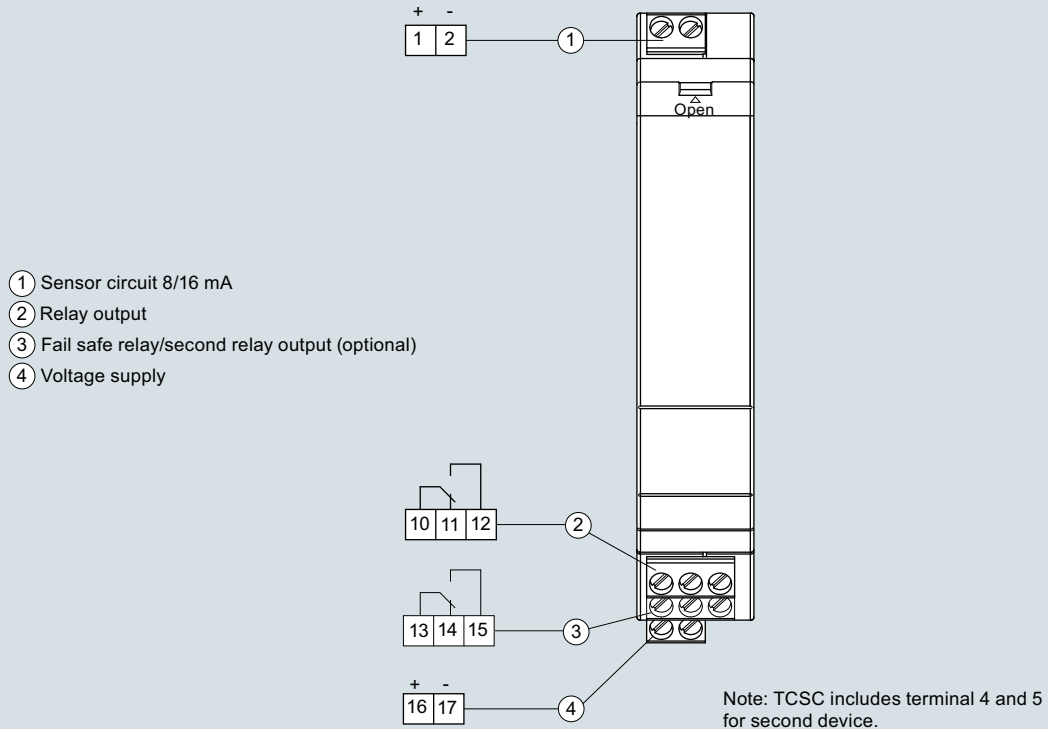 + -
1 2
1
Open
1 Sensor circuit 8/16 mA
2 Relay output
3 Fail safe relay/second relay output (optional)
4 Voltage supply
10 11 12
2
13 14 15
3
+ -
16 17
4
Note: TCSC includes terminal 4 and 5
for second device.